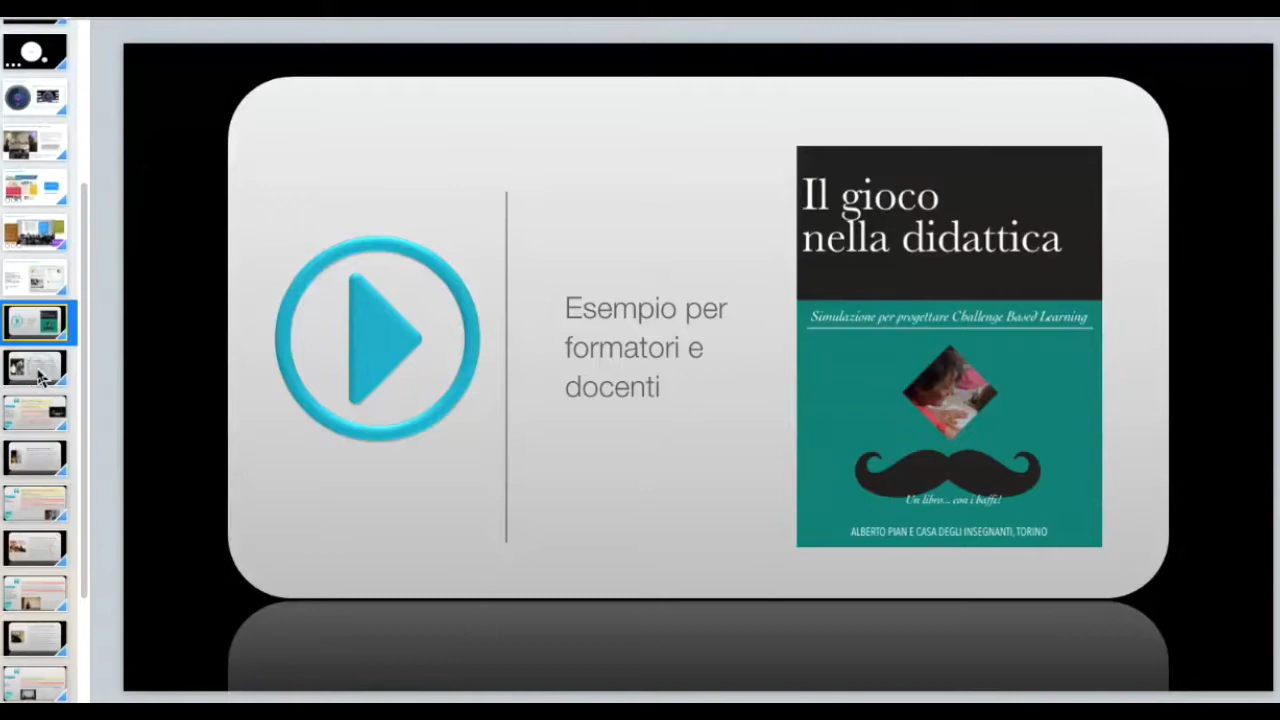 Esempio per
formatori e
docenti
Il gioco
nella didattica
Simulazione per progettare Challenge Based Learning
Un libro... con i baffi!
ALBERTO PIAN E CASA DEGLI INSEGNANTI, TORINO